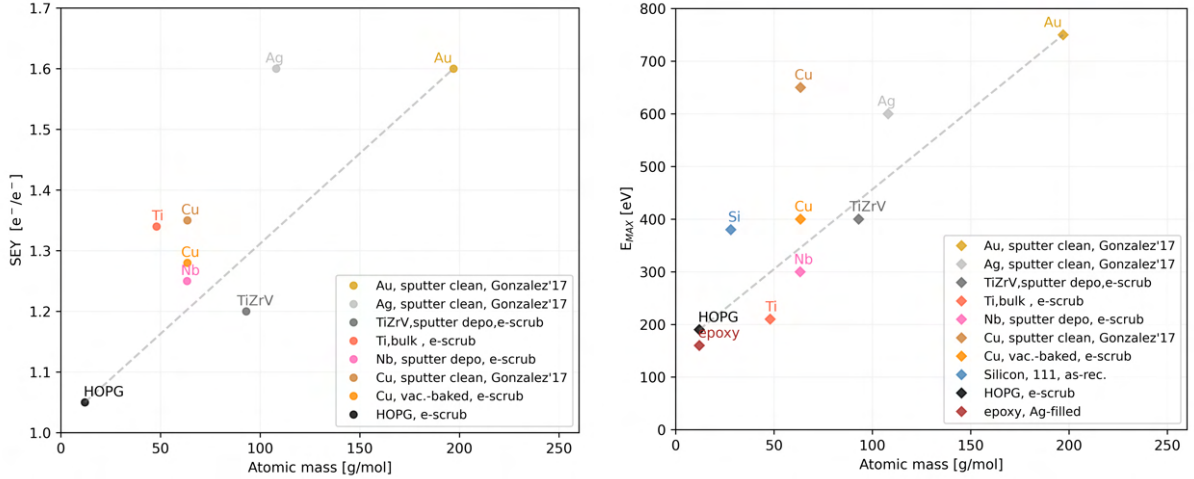 1.7
1.6
1.5
1.4
1.3
1.2
1.1
1.0
SEY [e⁻/e⁻]
Ag
Au
Ti
Cu
Cu
Nb
TiZrV
HOPG
Au, sputter clean, Gonzalez'17
Ag, sputter clean, Gonzalez'17
TiZrV,sputter depo,e-scrub
Ti,bulk , e-scrub
Nb, sputter depo, e-scrub
Cu, sputter clean, Gonzalez'17
Cu, vac.-baked, e-scrub
HOPG, e-scrub
0 50 100 150 200 250
Atomic mass [g/mol]
800
700
600
500
400
300
200
100
0
E_MAX [eV]
Au
Cu
Ag
Si
Cu
TiZrV
Nb
Ti
HOPG
epoxy
Au, sputter clean, Gonzalez'17
Ag, sputter clean, Gonzalez'17
TiZrV,sputter depo,e-scrub
Ti,bulk , e-scrub
Nb, sputter depo, e-scrub
Cu, sputter clean, Gonzalez'17
Cu, vac.-baked, e-scrub
Silicon, 111, as-rec.
HOPG, e-scrub
epoxy, Ag-filled
0 50 100 150 200 250
Atomic mass [g/mol]